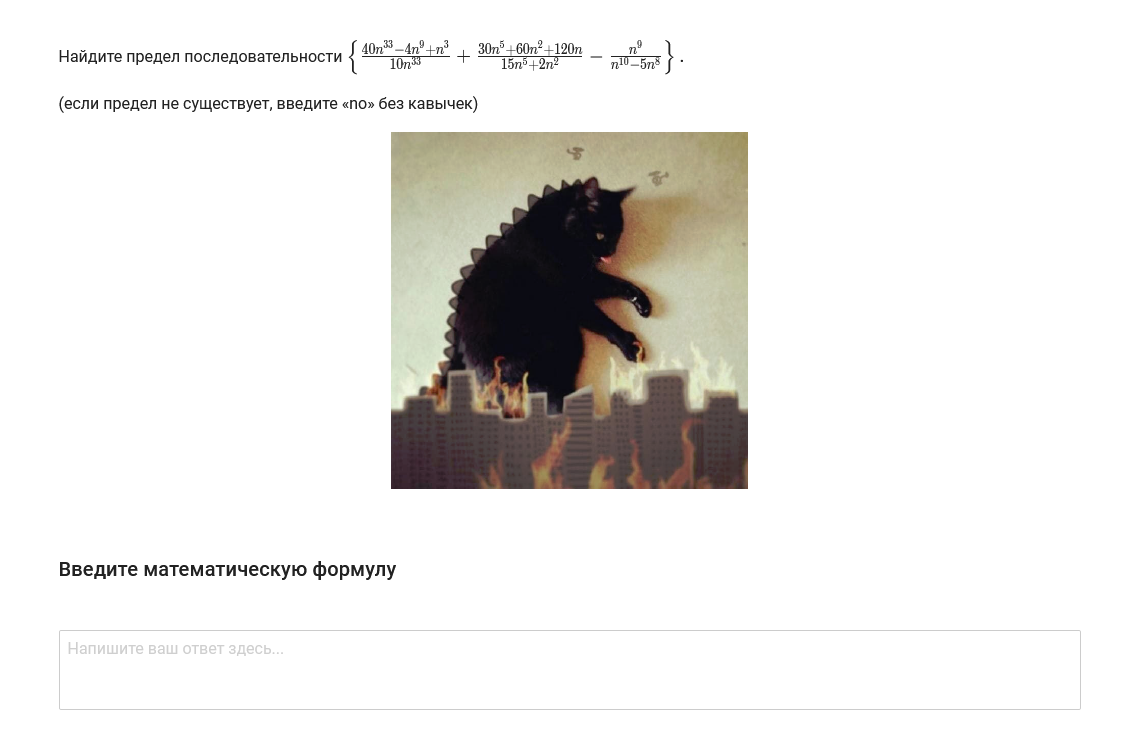 Найдите предел последовательности $\left\{\frac{40n^{33}-4n^9+n^3}{10n^{33}}+\frac{30n^5+60n^2+120n}{15n^5+2n^2}-\frac{n^9}{n^{10}-5n^8}\right\}.$
(если предел не существует, введите «no» без кавычек)
Введите математическую формулу
Напишите ваш ответ здесь...